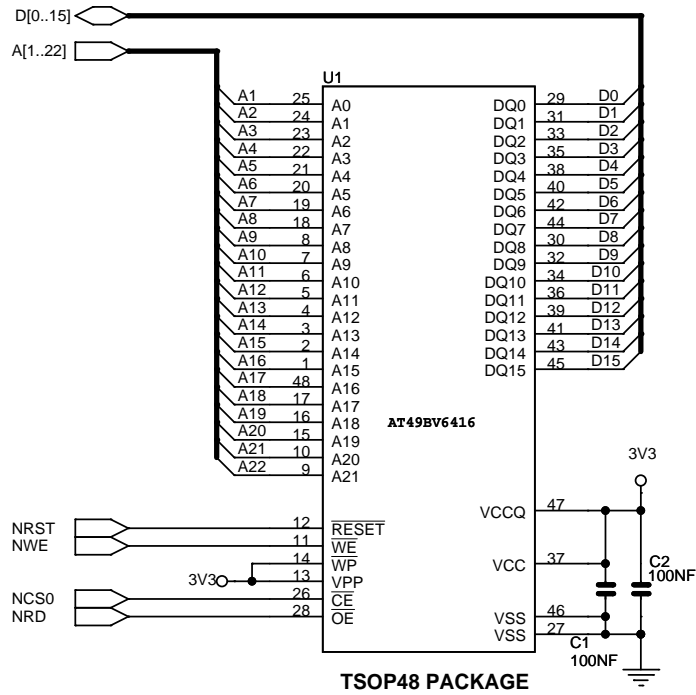 D[0..15]
A[1..22]
U1
A1 25 A0 DQ0 29 D0
A2 24 A1 DQ1 31 D1
A3 23 A2 DQ2 33 D2
A4 22 A3 DQ3 35 D3
A5 21 A4 DQ4 38 D4
A6 20 A5 DQ5 40 D5
A7 19 A6 DQ6 42 D6
A8 18 A7 DQ7 44 D7
A9 8 A8 DQ8 30 D8
A10 7 A9 DQ9 32 D9
A11 6 A10 DQ10 34 D10
A12 5 A11 DQ11 36 D11
A13 4 A12 DQ12 39 D12
A14 3 A13 DQ13 41 D13
A15 2 A14 DQ14 43 D14
A16 1 A15 DQ15 45 D15
A17 48 A16
A18 17 A17
A19 16 A18
A20 15 A19
A21 10 A20
A22 9 A21
AT49BV6416
3V3
VCCQ 47
NRST 12 RESET
NWE 11 WE
14 WP
3V3 13 VPP
NCS0 26 CE
NRD 28 OE
VCC 37
C2
100NF
VSS 46
VSS 27
C1
100NF
TSOP48 PACKAGE